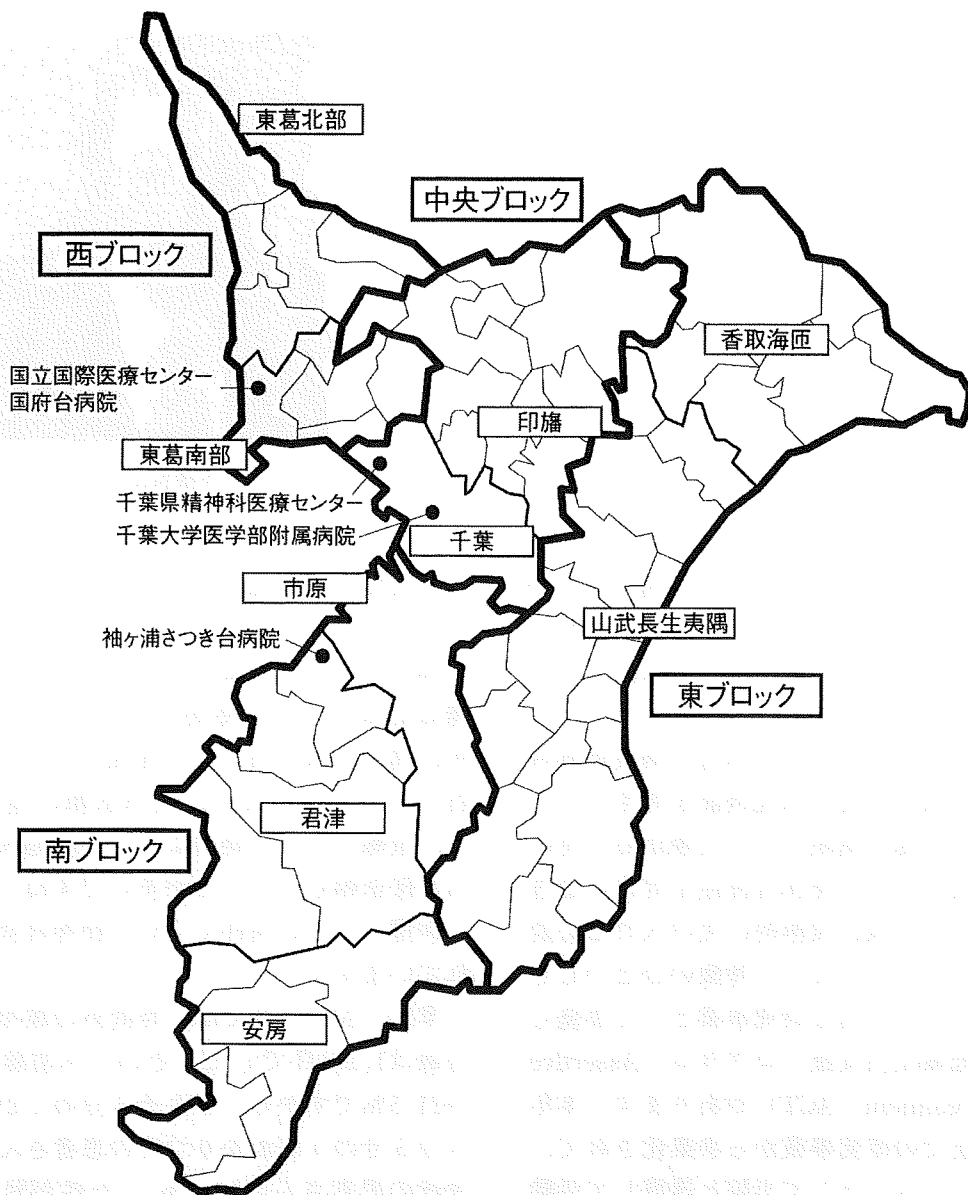 東葛北部
中央ブロック
西ブロック
香取海匝
国立国際医療センター
国府台病院
印旛
東葛南部
千葉県精神科医療センター
千葉大学医学部附属病院
千葉
市原
袖ヶ浦さつき台病院
山武長生夷隅
東ブロック
君津
南ブロック
安房